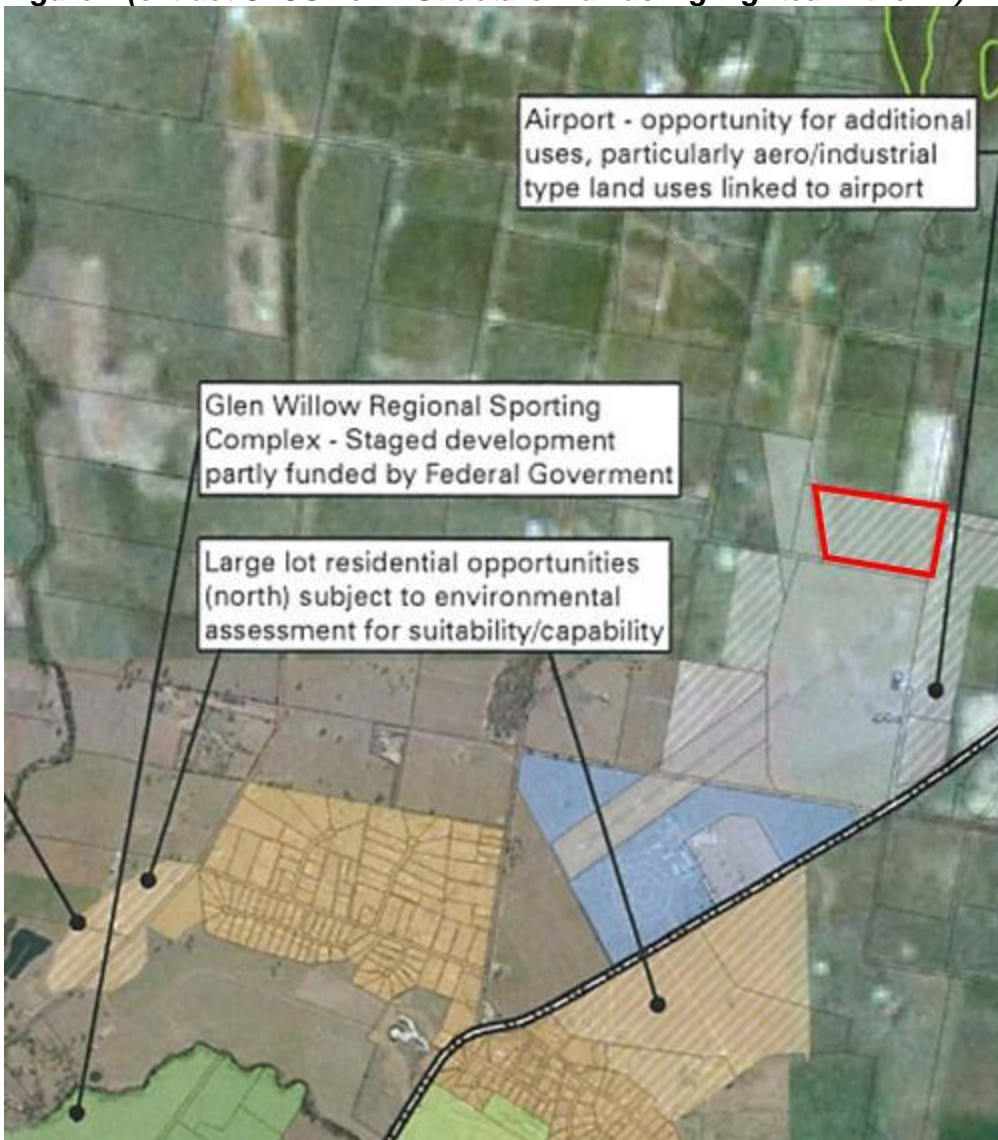 Airport - opportunity for additional
uses, particularly aero/industrial
type land uses linked to airport
Glen Willow Regional Sporting
Complex - Staged development
partly funded by Federal Goverment
Large lot residential opportunities
(north) subject to environmental
assessment for suitability/capability